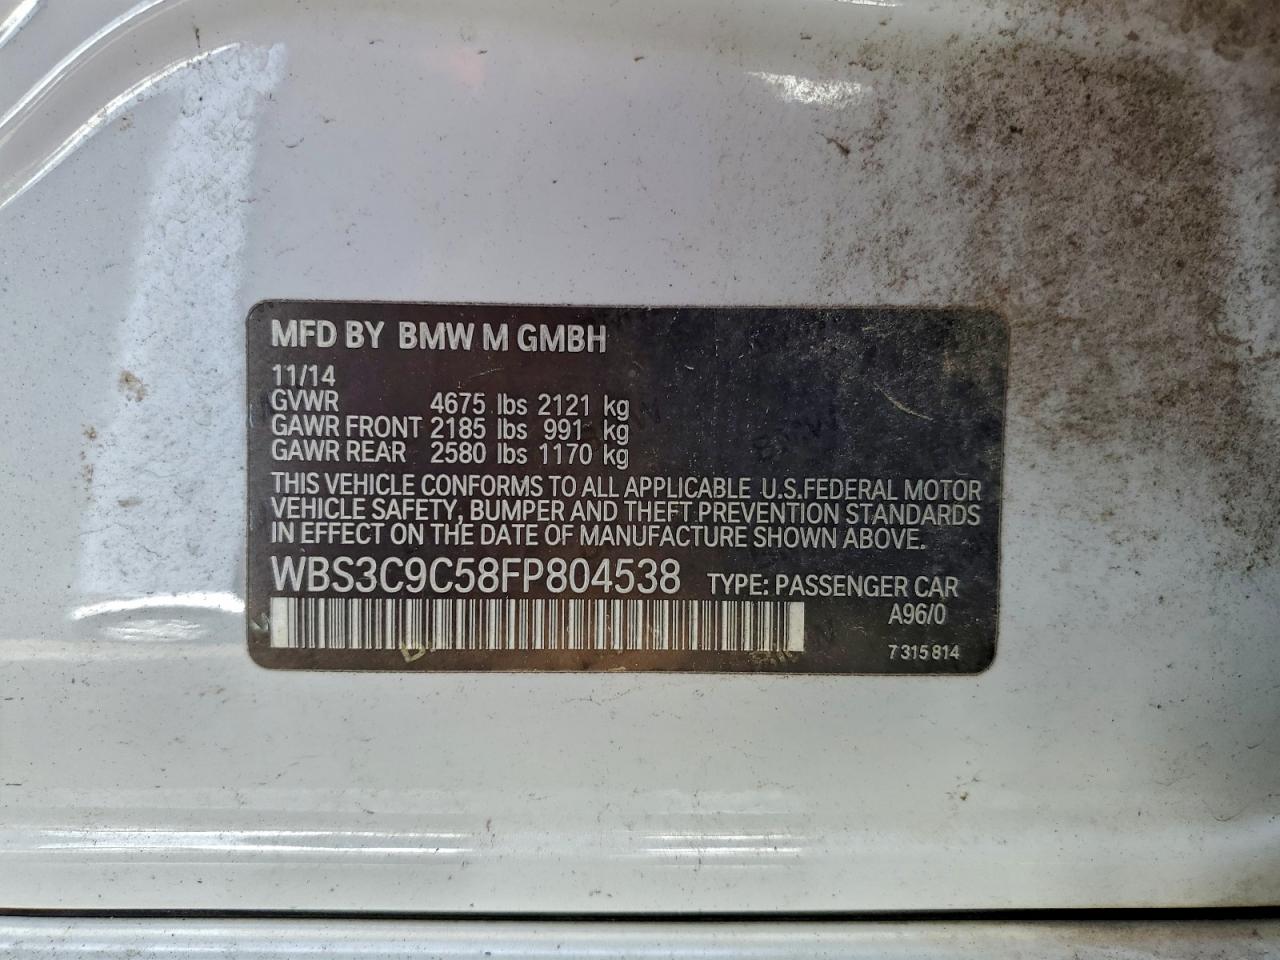 MFD BY BMW M GMBH
11/14
GVWR 4675 lbs 2121 kg
GAWR FRONT 2185 lbs 991 kg
GAWR REAR 2580 lbs 1170 kg
THIS VEHICLE CONFORMS TO ALL APPLICABLE U.S.FEDERAL MOTOR
VEHICLE SAFETY, BUMPER AND THEFT PREVENTION STANDARDS
IN EFFECT ON THE DATE OF MANUFACTURE SHOWN ABOVE.
WBS3C9C58FP804538 TYPE: PASSENGER CAR
A96/0
7 315 814